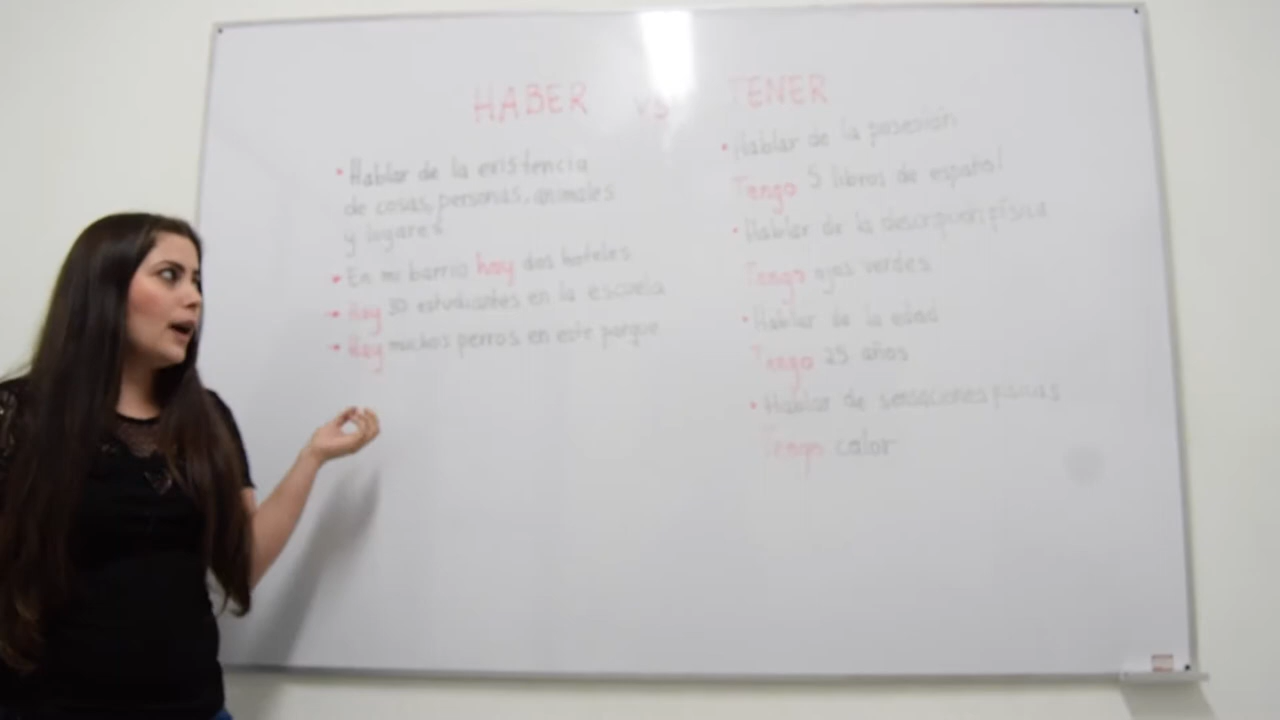 HABER vs TENER
• Hablar de la existencia
de cosas, personas, animales
y lugares
• En mi barrio hay dos hoteles
→ Hay 30 estudiantes en la escuela
→ Hay muchos perros en este parque
• Hablar de la posesión
Tengo 5 libros de español
• Hablar de la descripción física
Tengo ojos verdes
• Hablar de la edad
Tengo 25 años
• Hablar de sensaciones físicas
Tengo calor